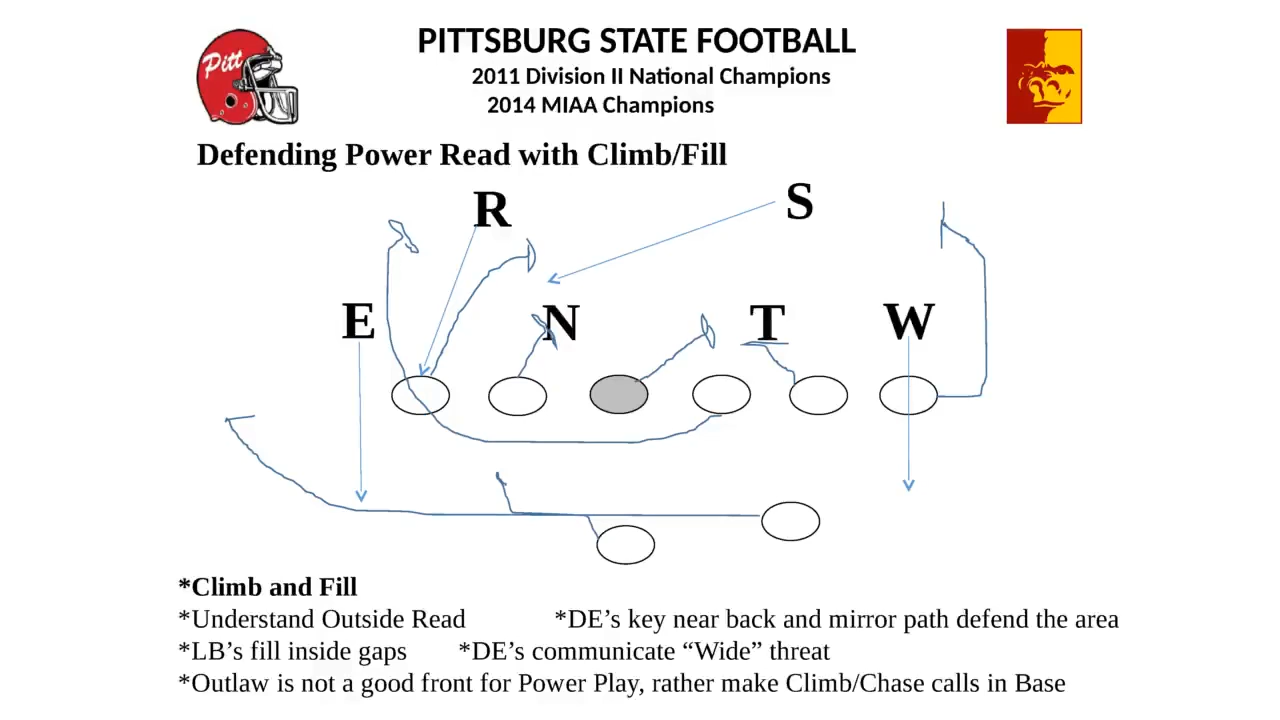 PITTSBURG STATE FOOTBALL
Pitt
2011 Division II National Champions
2014 MIAA Champions
Defending Power Read with Climb/Fill
R S
E N T W
*Climb and Fill
*Understand Outside Read *DE’s key near back and mirror path defend the area
*LB’s fill inside gaps *DE’s communicate “Wide” threat
*Outlaw is not a good front for Power Play, rather make Climb/Chase calls in Base